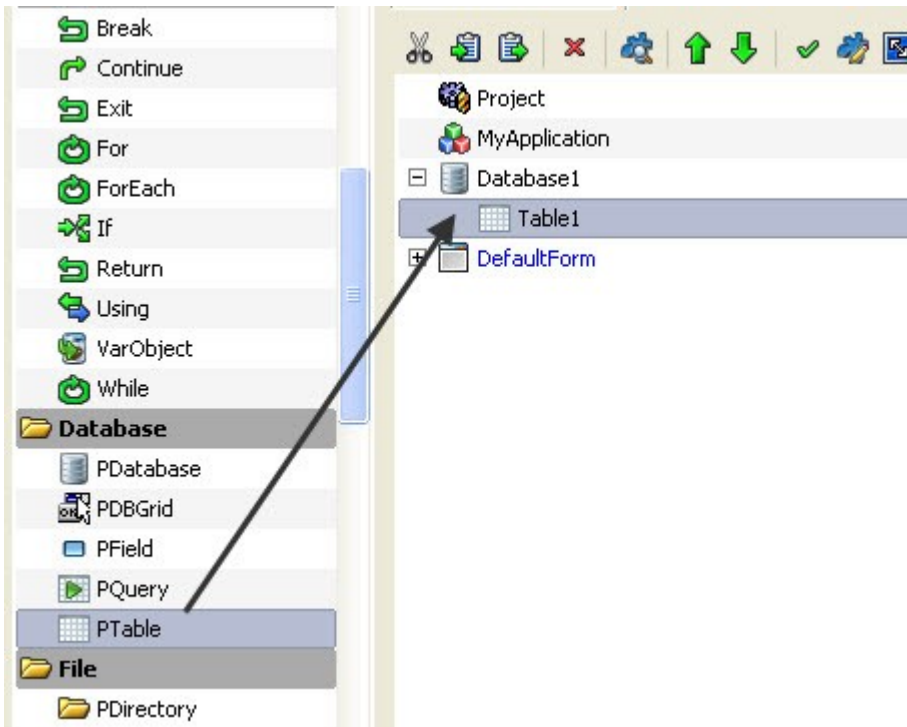 Break
Continue
Exit
For
ForEach
If
Return
Using
VarObject
While
Database
PDatabase
PDBGrid
PField
PQuery
PTable
File
PDirectory
Project
MyApplication
Database1
Table1
DefaultForm